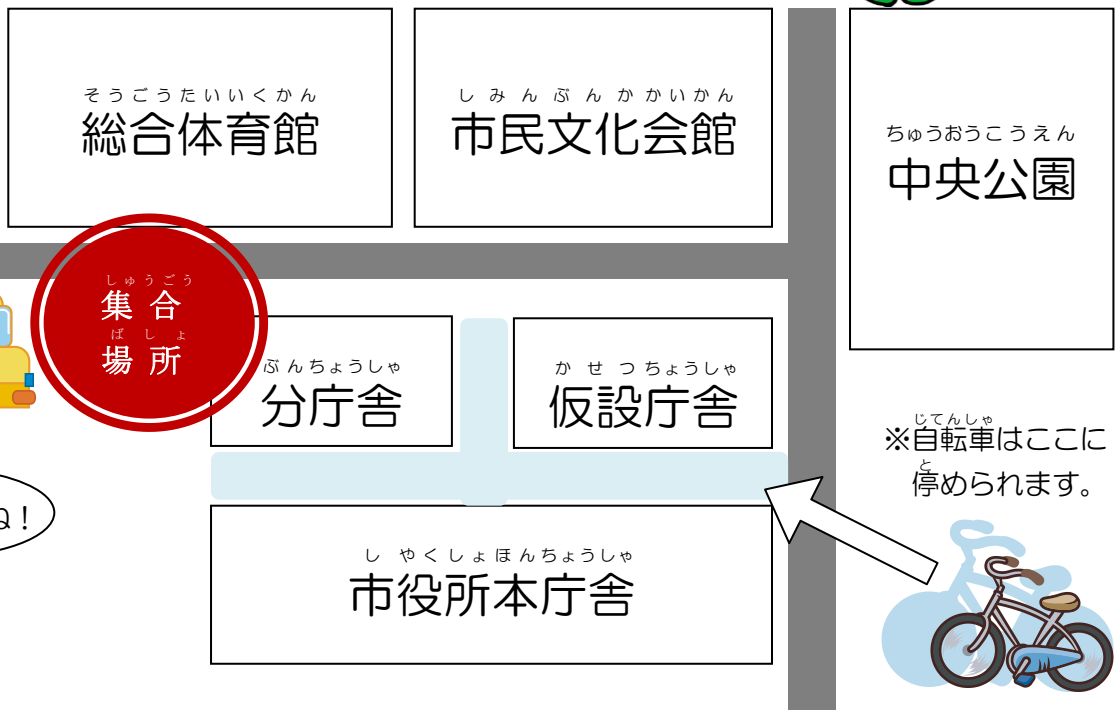 そうごうたいいくかん
総合体育館
しみんぶんかかいかん
市民文化会館
ちゅうおうこうえん
中央公園
しゅうごう
集合
ばしょ
場所
ぶんちょうしゃ
分庁舎
かせつちょうしゃ
仮設庁舎
じてんしゃ
※自転車はここに
と
停められます。
ね！
しやくしょほんちょうしゃ
市役所本庁舎